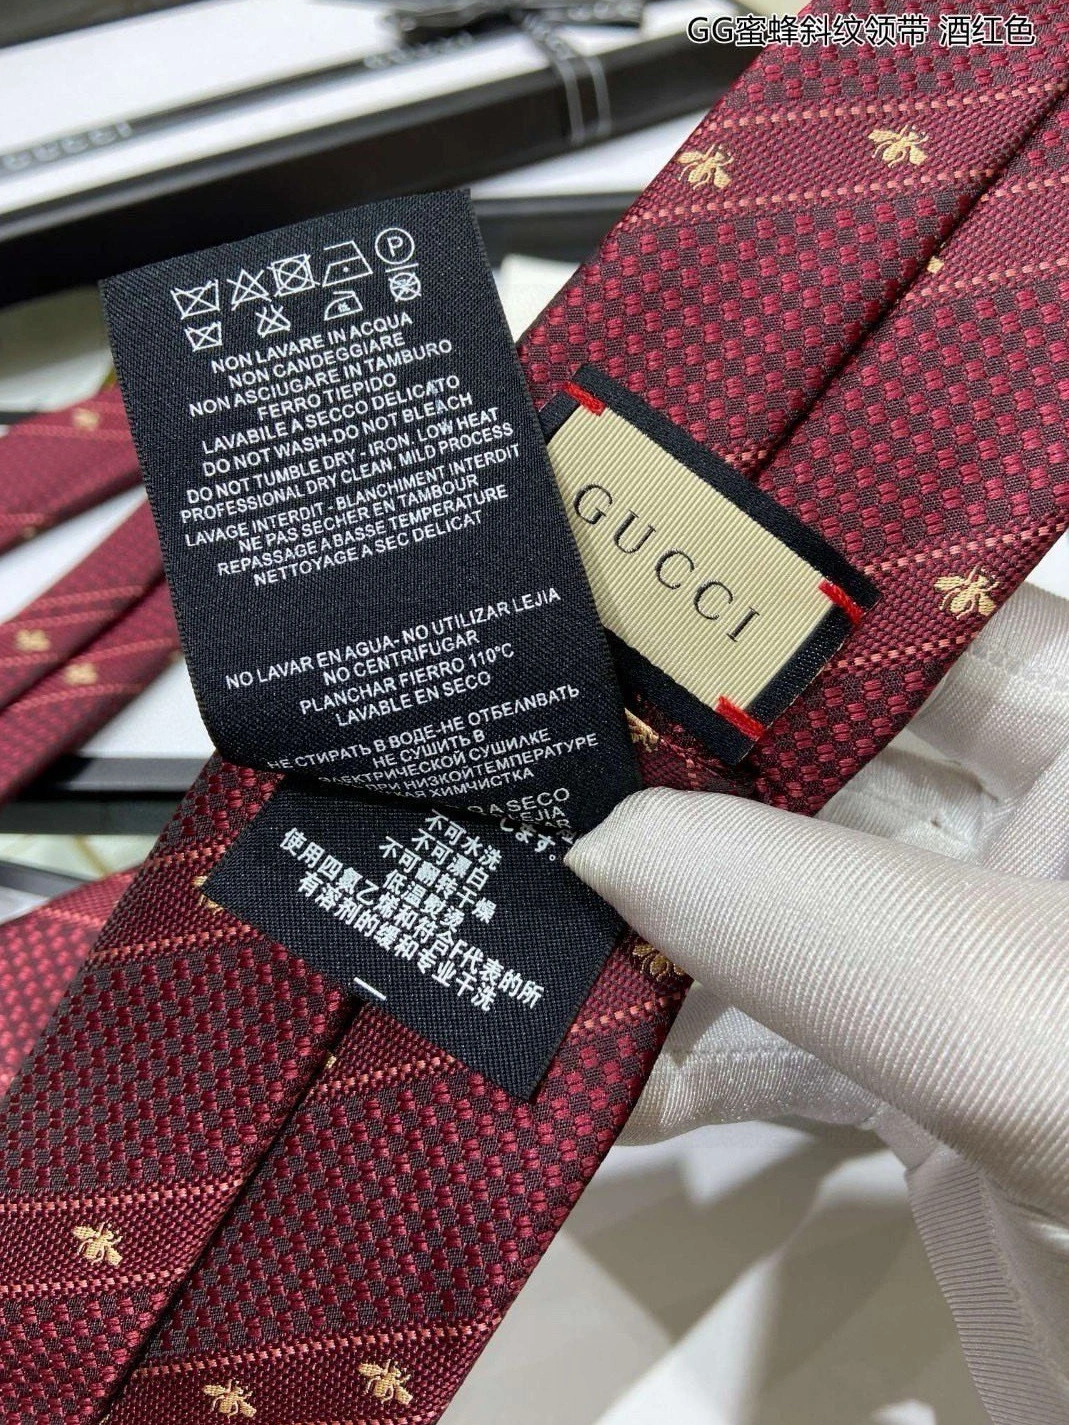 GG蜜蜂斜纹领带 酒红色
GUCCI
NON LAVARE IN ACQUA
NON CANDEGGIARE
NON ASCIUGARE IN TAMBURO
FERRO TIEPIDO
LAVABILE A SECCO DELICATO
DO NOT WASH-DO NOT BLEACH
DO NOT TUMBLE DRY - IRON, LOW HEAT
PROFESSIONAL DRY CLEAN, MILD PROCESS
LAVAGE INTERDIT - BLANCHIMENT INTERDIT
NE PAS SECHER EN TAMBOUR
REPASSAGE A BASSE TEMPERATURE
NETTOYAGE A SEC DELICAT
NO LAVAR EN AGUA- NO UTILIZAR LEJIA
NO CENTRIFUGAR
PLANCHAR FIERRO 110°C
LAVABLE EN SECO
НЕ СТИРАТЬ В ВОДЕ-НЕ ОТБЕЛNВАТЬ
НЕ СУШИТЬ В
ЭЛЕКТРИЧЕСКОЙ СУШИЛКЕ
ПРИ НИЗКОЙ ТЕМПЕРАТУРЕ
ХИМЧИСТКА
A SECO
EJIA
します。
不可水洗
不可漂白
不可翻转干燥
低温熨烫
使用四氯乙烯和符合F代表的所
有溶剂的缓和专业干洗
GUCCI
P